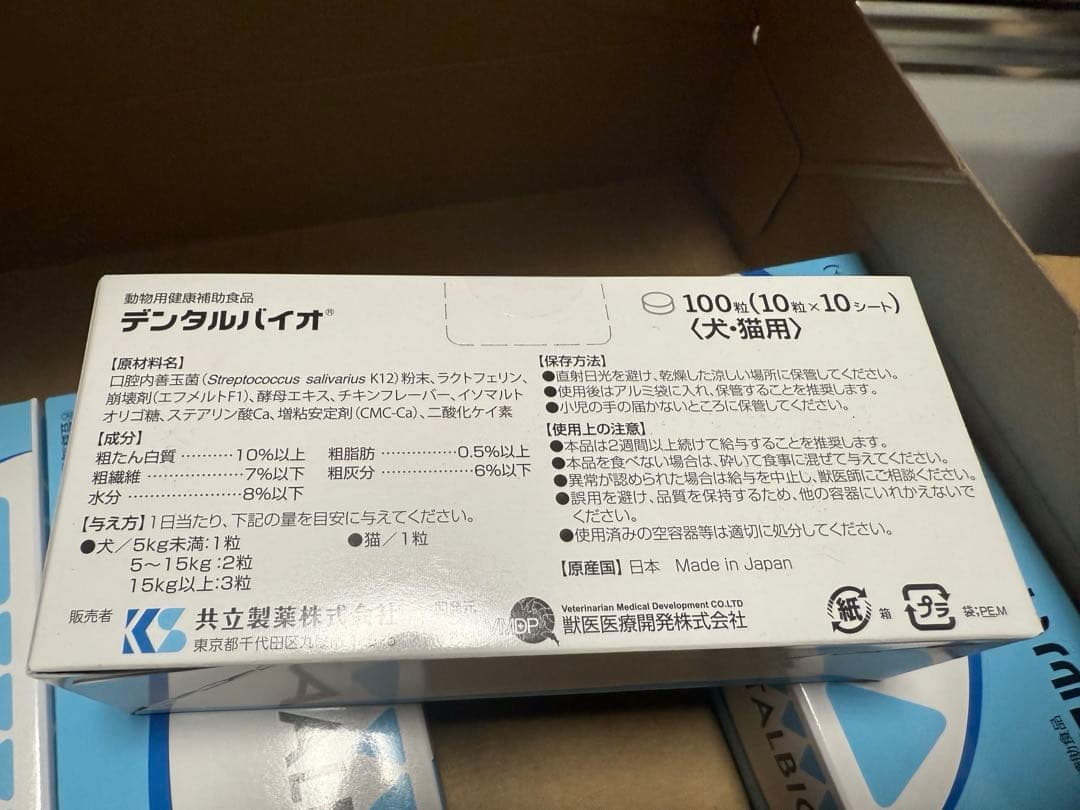 動物用健康補助食品
デンタルバイオ®
100粒(10粒×10シート)
〈犬・猫用〉
【原材料名】
口腔内善玉菌(Streptococcus salivarius K12)粉末、ラクトフェリン、
崩壊剤(エフメルトF1)、酵母エキス、チキンフレーバー、イソマルト
オリゴ糖、ステアリン酸Ca、増粘安定剤(CMC-Ca)、二酸化ケイ素
【成分】
粗たん白質 ………10%以上 粗脂肪 ……………0.5%以上
粗繊維 ……………7%以下 粗灰分 ……………6%以下
水分 …………………8%以下
【与え方】1日当たり、下記の量を目安に与えてください。
●犬/5kg未満:1粒 ●猫/1粒
5〜15kg:2粒
15kg以上:3粒
【保存方法】
●直射日光を避け、乾燥した涼しい場所に保管してください。
●使用後はアルミ袋に入れ、保管することを推奨します。
●小児の手の届かないところに保管してください。
【使用上の注意】
●本品は2週間以上続けて給与することを推奨します。
●本品を食べない場合は、砕いて食事に混ぜて与えてください。
●異常が認められた場合は給与を中止し、獣医師にご相談ください。
●誤用を避け、品質を保持するため、他の容器にいれかえないで
ください。
●使用済みの空容器等は適切に処分してください。
【原産国】日本 Made in Japan
販売者 KS 共立製薬株式会社
東京都千代田区
MDP
Veterinarian Medical Development CO.LTD
獣医医療開発株式会社
紙 箱 プラ 袋:PE,M
TALBIO